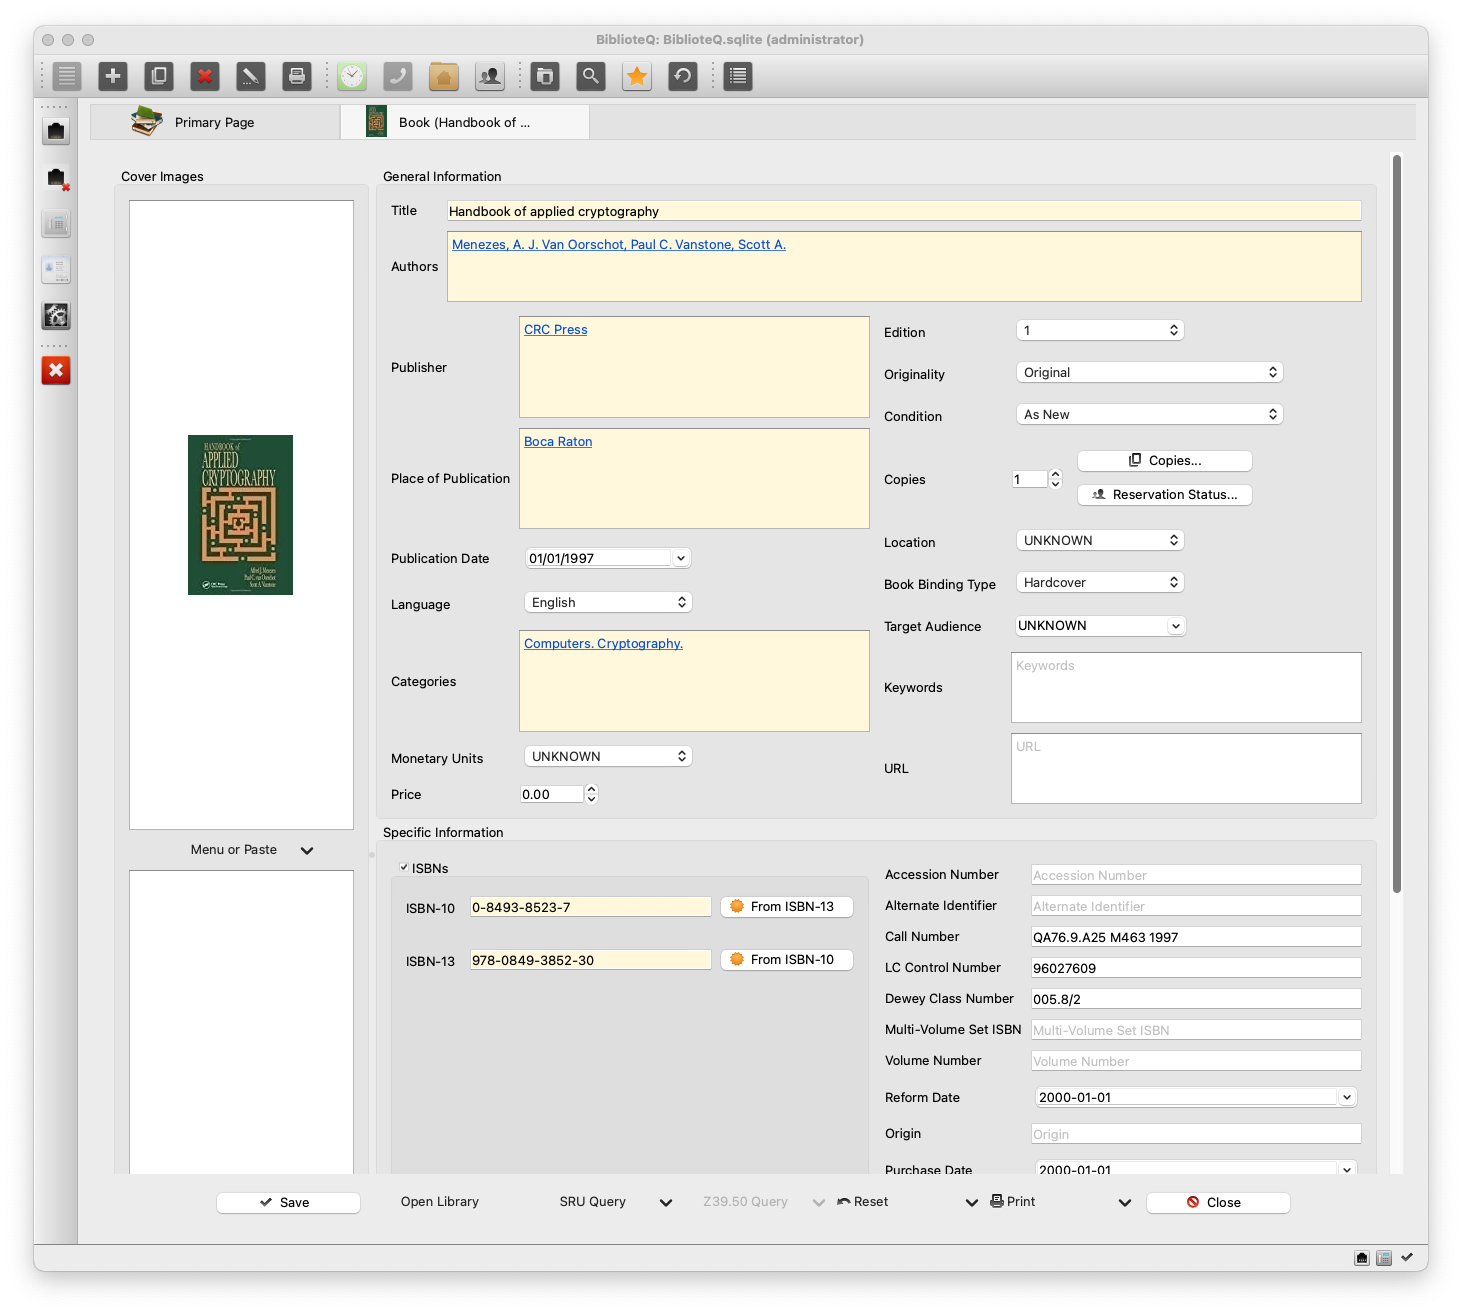 BiblioteQ: BiblioteQ.sqlite (administrator)
Primary Page
Book (Handbook of ...
Cover Images
HANDBOOK of
APPLIED
CRYPTOGRAPHY
Menu or Paste
General Information
Title
Handbook of applied cryptography
Authors
Menezes, A. J. Van Oorschot, Paul C. Vanstone, Scott A.
Publisher
CRC Press
Place of Publication
Boca Raton
Publication Date
01/01/1997
Language
English
Categories
Computers. Cryptography.
Monetary Units
UNKNOWN
Price
0.00
Edition
1
Originality
Original
Condition
As New
Copies
1
Copies...
Reservation Status...
Location
UNKNOWN
Book Binding Type
Hardcover
Target Audience
UNKNOWN
Keywords
Keywords
URL
URL
Specific Information
ISBNs
ISBN-10
0-8493-8523-7
From ISBN-13
ISBN-13
978-0849-3852-30
From ISBN-10
Accession Number
Accession Number
Alternate Identifier
Alternate Identifier
Call Number
QA76.9.A25 M463 1997
LC Control Number
96027609
Dewey Class Number
005.8/2
Multi-Volume Set ISBN
Multi-Volume Set ISBN
Volume Number
Volume Number
Reform Date
2000-01-01
Origin
Origin
Purchase Date
2000-01-01
Save
Open Library
SRU Query
Z39.50 Query
Reset
Print
Close